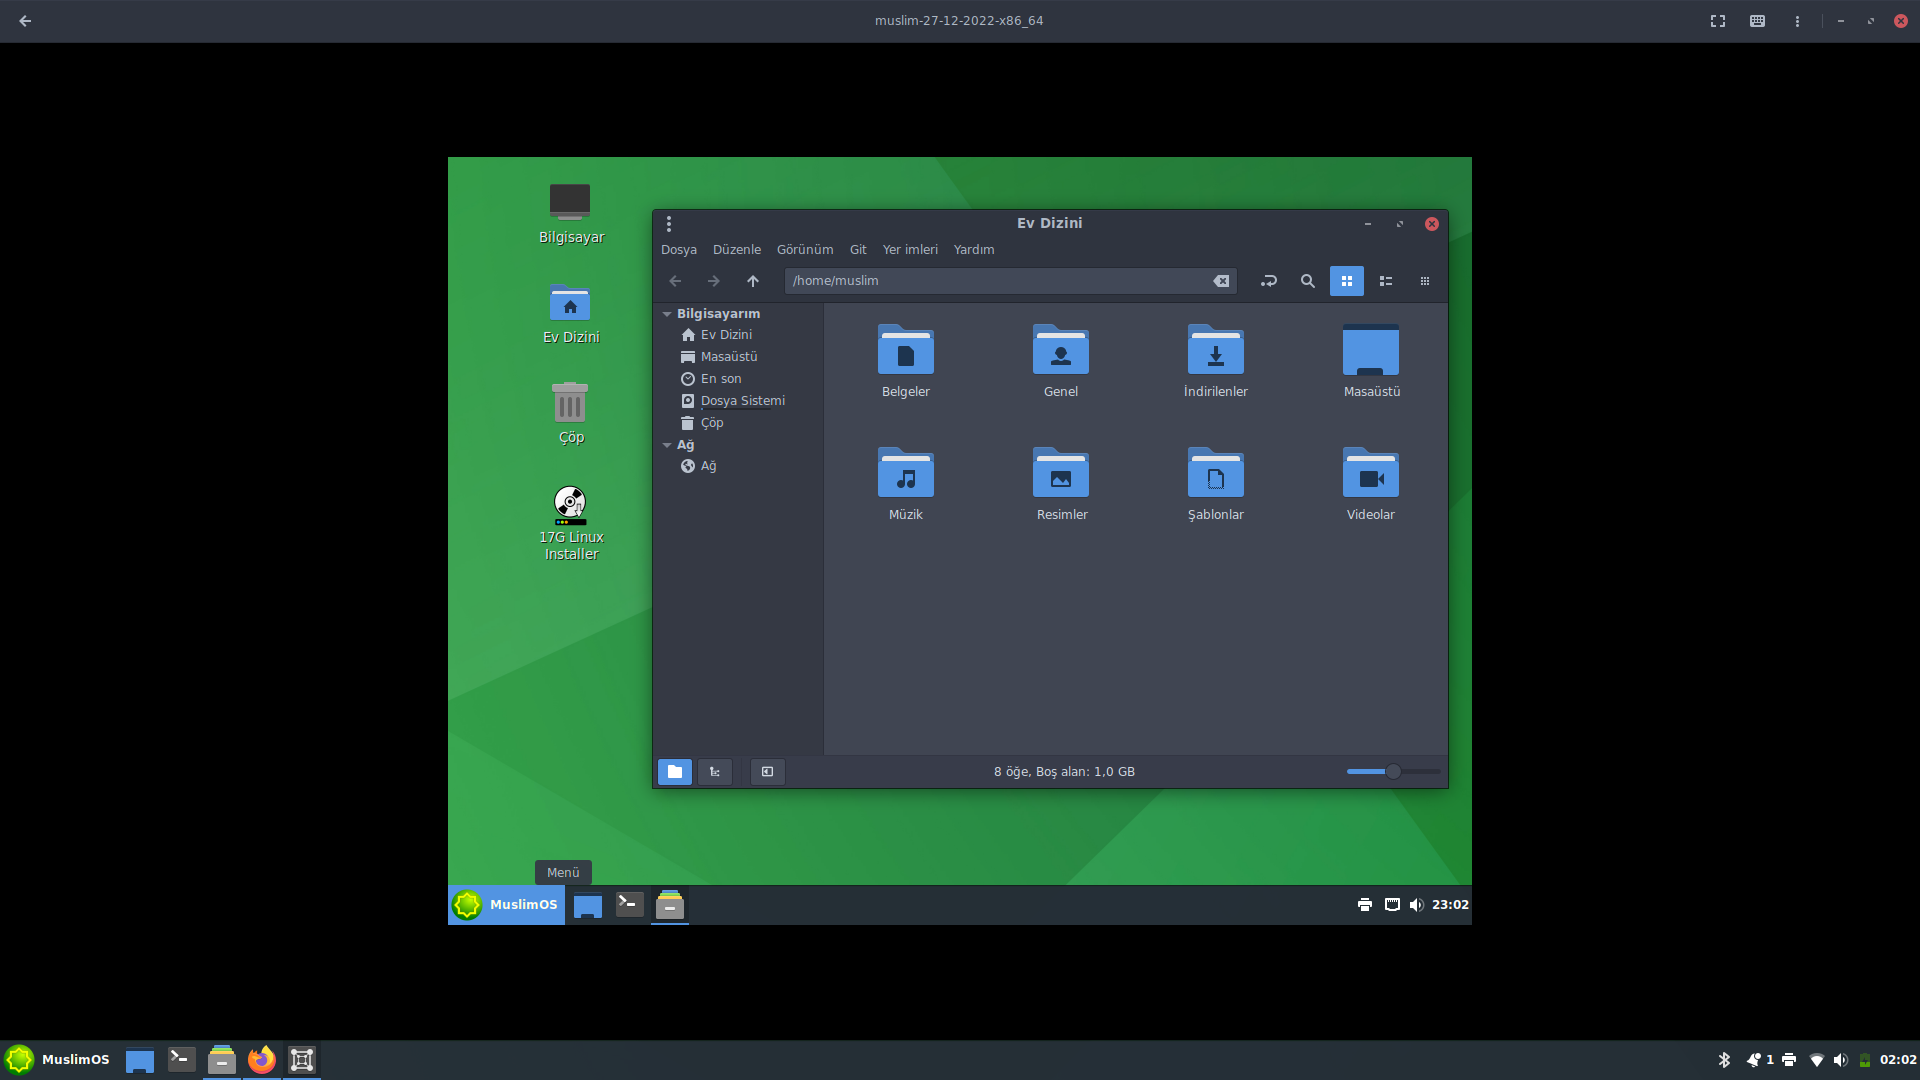 muslim-27-12-2022-x86_64
Bilgisayar
Ev Dizini
Çöp
17G Linux
Installer
Ev Dizini
Dosya Düzenle Görünüm Git Yer imleri Yardım
/home/muslim
Bilgisayarım
Ev Dizini
Masaüstü
En son
Dosya Sistemi
Çöp
Ağ
Ağ
Belgeler Genel İndirilenler Masaüstü
Müzik Resimler Şablonlar Videolar
8 öğe, Boş alan: 1,0 GB
Menü
MuslimOS 23:02
MuslimOS 1 02:02